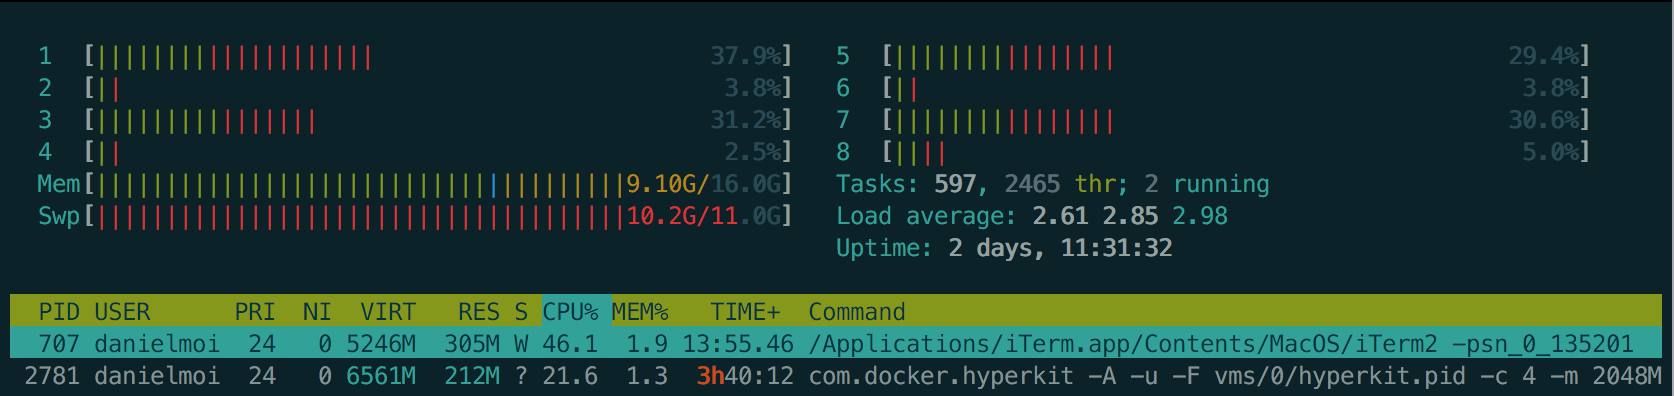 1 [||||||||||||||||||||37.9%] 5 [||||||||||||||||29.4%]
2 [||3.8%] 6 [||3.8%]
3 [||||||||||||||||31.2%] 7 [||||||||||||||||30.6%]
4 [||2.5%] 8 [||||5.0%]
Mem[||||||||||||||||||||||||||||||||||||||9.10G/16.0G] Tasks: 597, 2465 thr; 2 running
Swp[||||||||||||||||||||||||||||||||||||||10.2G/11.0G] Load average: 2.61 2.85 2.98
Uptime: 2 days, 11:31:32
PID USER PRI NI VIRT RES S CPU% MEM% TIME+ Command
707 danielmoi 24 0 5246M 305M W 46.1 1.9 13:55.46 /Applications/iTerm.app/Contents/MacOS/iTerm2 -psn_0_135201
2781 danielmoi 24 0 6561M 212M ? 21.6 1.3 3h40:12 com.docker.hyperkit -A -u -F vms/0/hyperkit.pid -c 4 -m 2048M